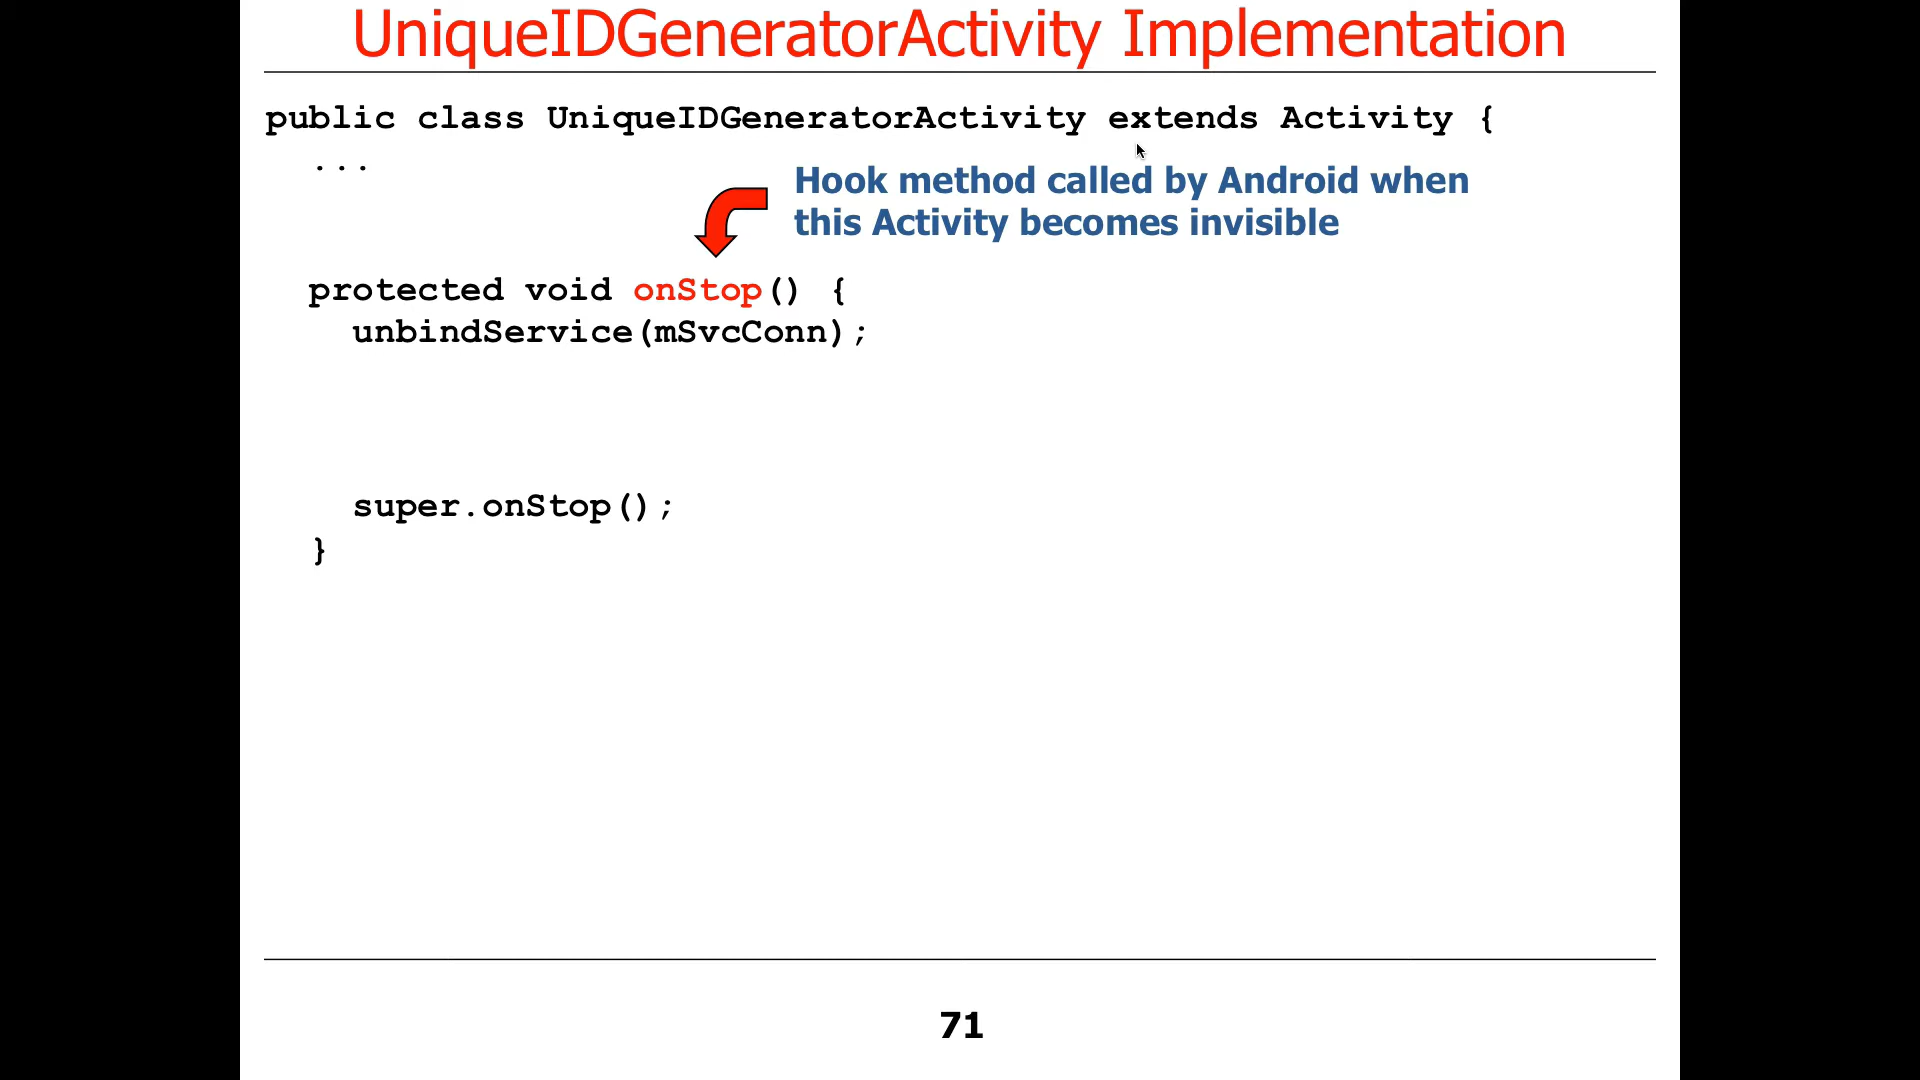 UniqueIDGeneratorActivity Implementation
public class UniqueIDGeneratorActivity extends Activity {
...
Hook method called by Android when
this Activity becomes invisible
protected void onStop() {
unbindService(mSvcConn);
super.onStop();
}
71